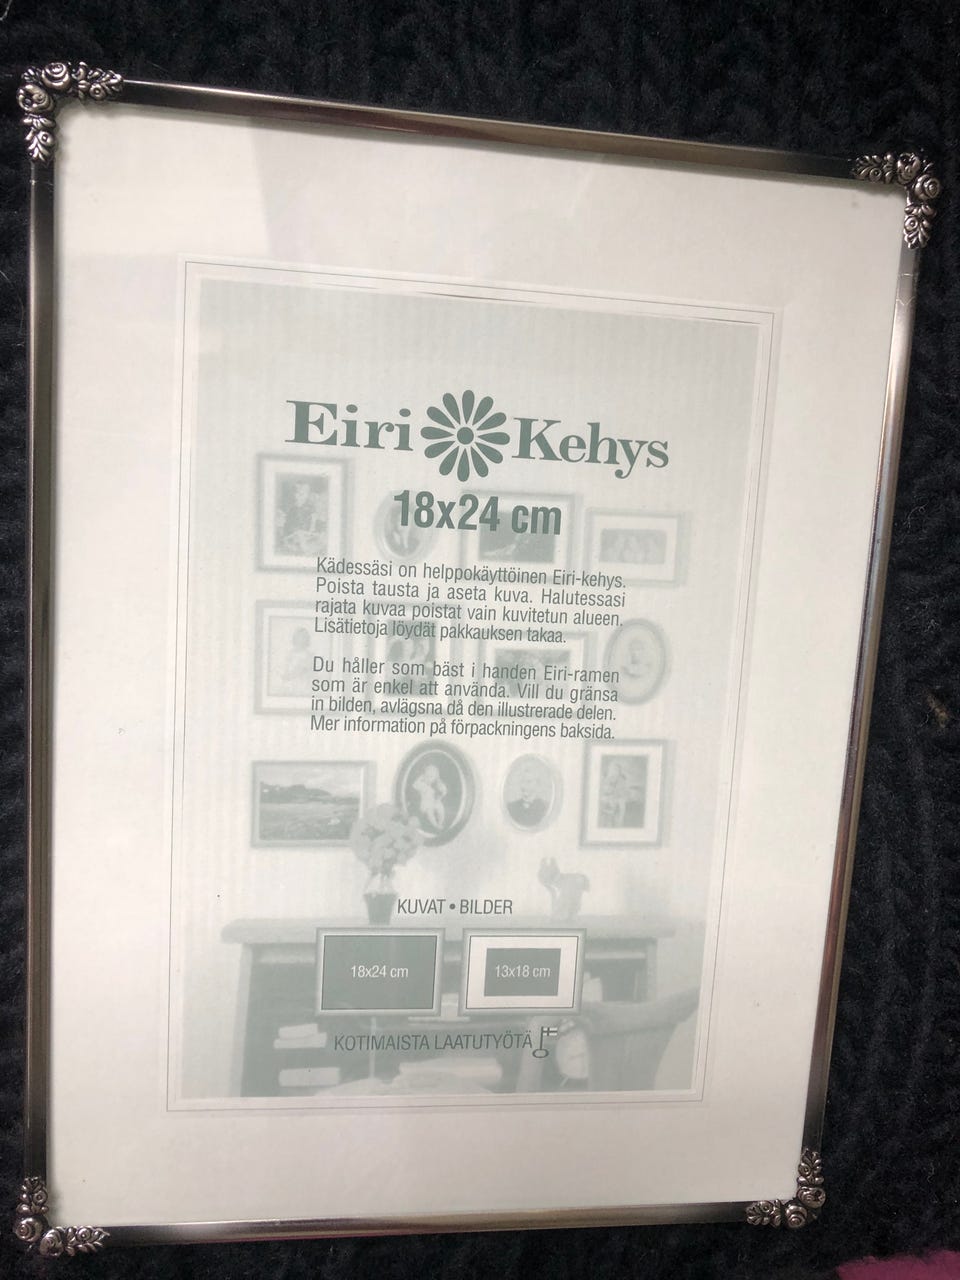 Eiri Kehys
18x24 cm
Kädessäsi on helppokäyttöinen Eiri-kehys.
Poista tausta ja aseta kuva. Halutessasi
rajata kuvaa poistat vain kuvitetun alueen.
Lisätietoja löydät pakkauksen takaa.
Du håller som bäst i handen Eiri-ramen
som är enkel att använda. Vill du gränsa
in bilden, avlägsna då den illustrerade delen.
Mer information på förpackningens baksida.
KUVAT • BILDER
18x24 cm
13x18 cm
KOTIMAISTA LAATUTYÖTÄ